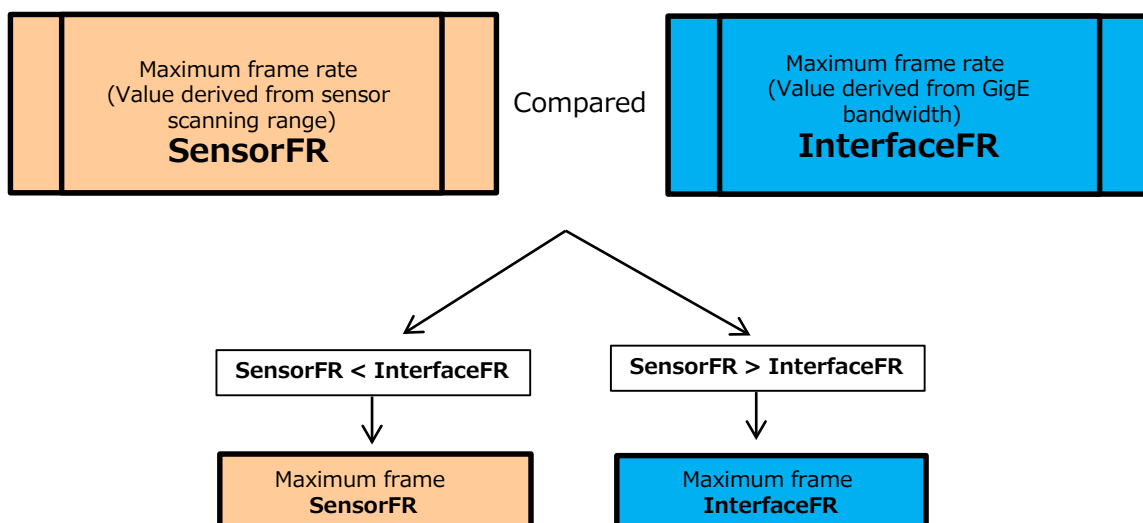 Maximum frame rate
(Value derived from sensor
scanning range)
SensorFR
Compared
Maximum frame rate
(Value derived from GigE
bandwidth)
InterfaceFR
SensorFR < InterfaceFR
SensorFR > InterfaceFR
Maximum frame
SensorFR
Maximum frame
InterfaceFR